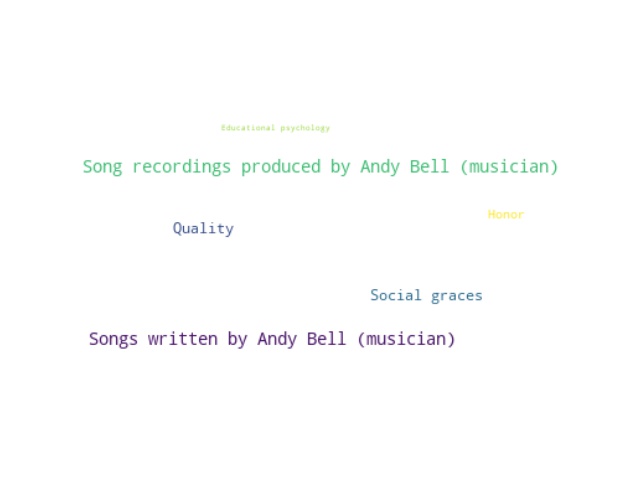 Educational psychology
Song recordings produced by Andy Bell (musician)
Honor
Quality
Social graces
Songs written by Andy Bell (musician)